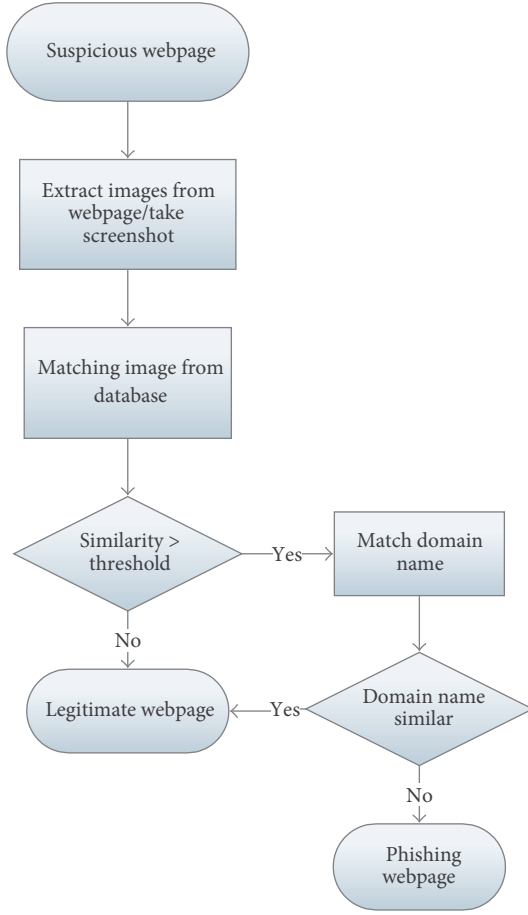 Suspicious webpage
Extract images from
webpage/take
screenshot
Matching image from
database
Similarity >
threshold
Yes
Match domain
name
No
Legitimate webpage
Yes
Domain name
similar
No
Phishing
webpage